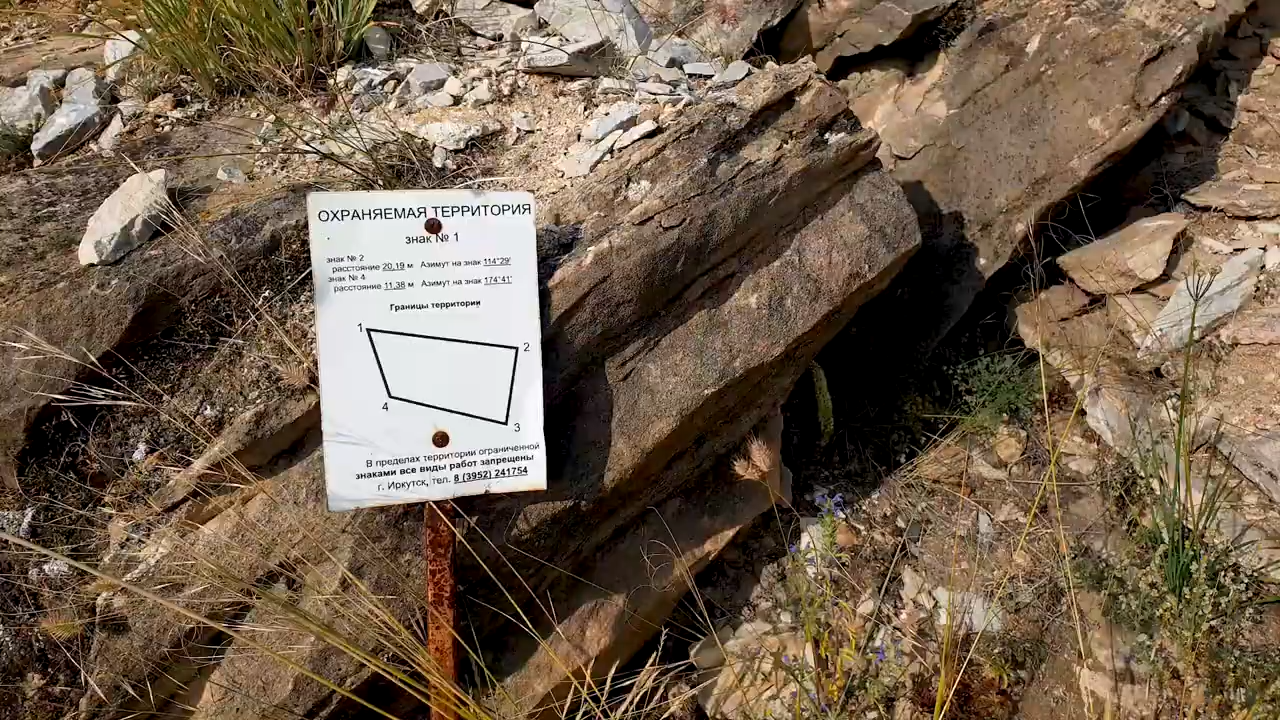 ОХРАНЯЕМАЯ ТЕРРИТОРИЯ
знак № 1
знак № 2
расстояние 20,19 м Азимут на знак 114°29'
знак № 4
расстояние 11,38 м Азимут на знак 174°41'
Границы территории
1
2
4
3
В пределах территории ограниченной
знаками все виды работ запрещены
г. Иркутск, тел. 8 (3952) 241754